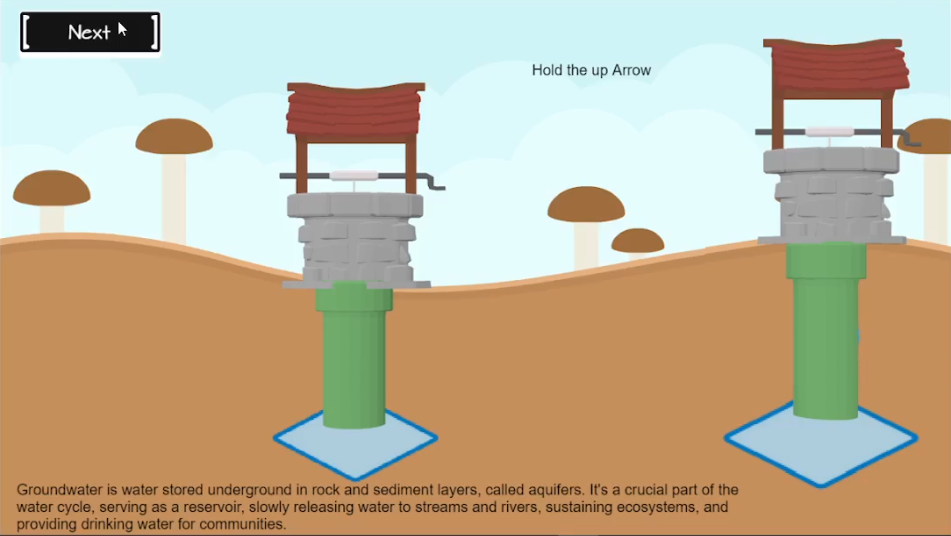 Next
Hold the up Arrow
Groundwater is water stored underground in rock and sediment layers, called aquifers. It's a crucial part of the
water cycle, serving as a reservoir, slowly releasing water to streams and rivers, sustaining ecosystems, and
providing drinking water for communities.